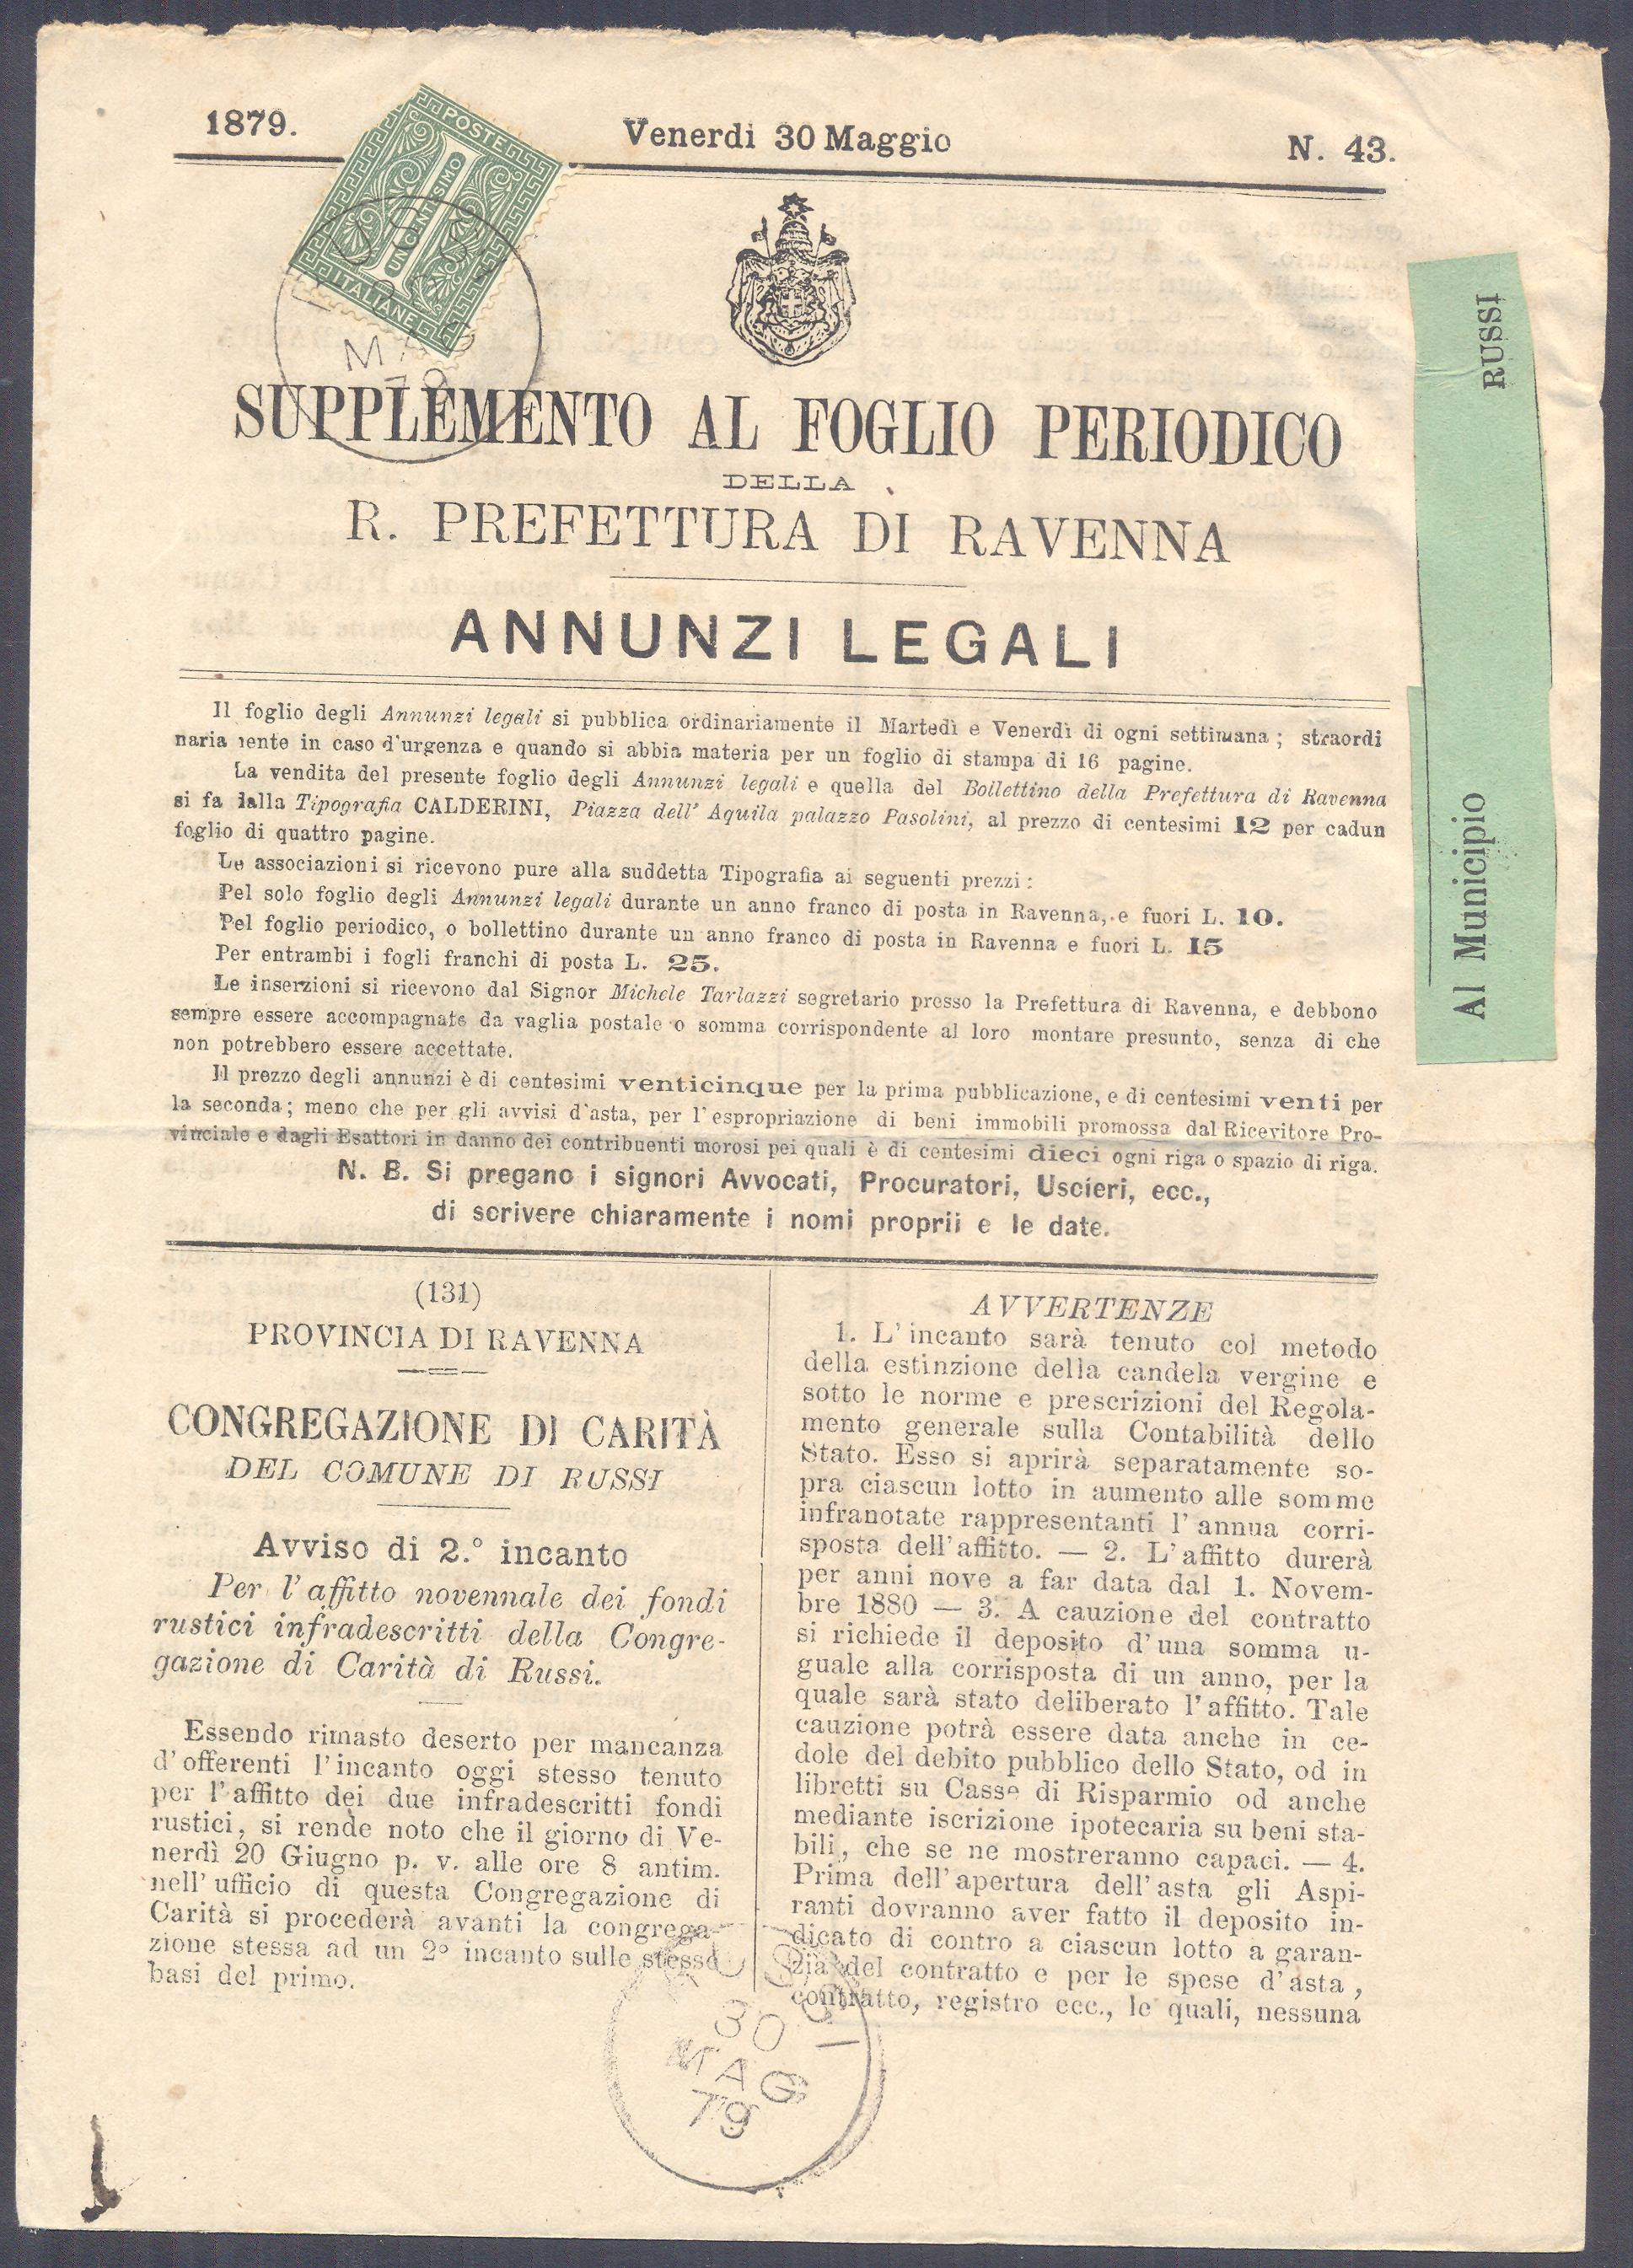 1879.
Venerdi 30 Maggio
N. 43.
POSTE
UNO CENTESIMO
1
ITALIANE
SUPPLEMENTO AL FOGLIO PERIODICO
DELLA
R. PREFETTURA DI RAVENNA
ANNUNZI LEGALI
RUSSI
Al Municipio
Il foglio degli Annunzi legali si pubblica ordinariamente il Martedì e Venerdì di ogni settimana; straordi
naria mente in caso d'urgenza e quando si abbia materia per un foglio di stampa di 16 pagine.
La vendita del presente foglio degli Annunzi legali e quella del Bollettino della Prefettura di Ravenna
si fa dalla Tipografia CALDERINI, Piazza dell' Aquila palazzo Pasolini, al prezzo di centesimi 12 per cadun
foglio di quattro pagine.
Le associazioni si ricevono pure alla suddetta Tipografia ai seguenti prezzi:
Pel solo foglio degli Annunzi legali durante un anno franco di posta in Ravenna, e fuori L. 10.
Pel foglio periodico, o bollettino durante un anno franco di posta in Ravenna e fuori L. 15
Per entrambi i fogli franchi di posta L. 25.
Le inserzioni si ricevono dal Signor Michele Tarlazzi segretario presso la Prefettura di Ravenna, e debbono
sempre essere accompagnate da vaglia postale o somma corrispondente al loro montare presunto, senza di che
non potrebbero essere accettate.
Il prezzo degli annunzi è di centesimi venticinque per la prima pubblicazione, e di centesimi venti per
la seconda; meno che per gli avvisi d'asta, per l'espropriazione di beni immobili promossa dal Ricevitore Pro-
vinciale e dagli Esattori in danno dei contribuenti morosi pei quali è di centesimi dieci ogni riga o spazio di riga.
N. B. Si pregano i signori Avvocati, Procuratori, Uscieri, ecc.,
di scrivere chiaramente i nomi proprii e le date.
(131)
PROVINCIA DI RAVENNA
CONGREGAZIONE DI CARITÀ
DEL COMUNE DI RUSSI
Avviso di 2.° incanto
Per l'affitto novennale dei fondi
rustici infradescritti della Congre-
gazione di Carità di Russi.
Essendo rimasto deserto per mancanza
d'offerenti l'incanto oggi stesso tenuto
per l'affitto dei due infradescritti fondi
rustici, si rende noto che il giorno di Ve-
nerdì 20 Giugno p. v. alle ore 8 antim.
nell'ufficio di questa Congregazione di
Carità si procederà avanti la congrega-
zione stessa ad un 2° incanto sulle stesse
basi del primo.
AVVERTENZE
1. L'incanto sarà tenuto col metodo
della estinzione della candela vergine e
sotto le norme e prescrizioni del Regola-
mento generale sulla Contabilità dello
Stato. Esso si aprirà separatamente so-
pra ciascun lotto in aumento alle somme
infranotate rappresentanti l'annua corri-
sposta dell'affitto. — 2. L'affitto durerà
per anni nove a far data dal 1. Novem-
bre 1880 — 3. A cauzione del contratto
si richiede il deposito d'una somma u-
guale alla corrisposta di un anno, per la
quale sarà stato deliberato l'affitto. Tale
cauzione potrà essere data anche in ce-
dole del debito pubblico dello Stato, od in
libretti su Casse di Risparmio od anche
mediante iscrizione ipotecaria su beni sta-
bili, che se ne mostreranno capaci. — 4.
Prima dell'apertura dell'asta gli Aspi-
ranti dovranno aver fatto il deposito in-
dicato di contro a ciascun lotto a garan-
zia del contratto e per le spese d'asta,
contratto, registro ecc., le quali, nessuna
RUSSI
30
MAG
79